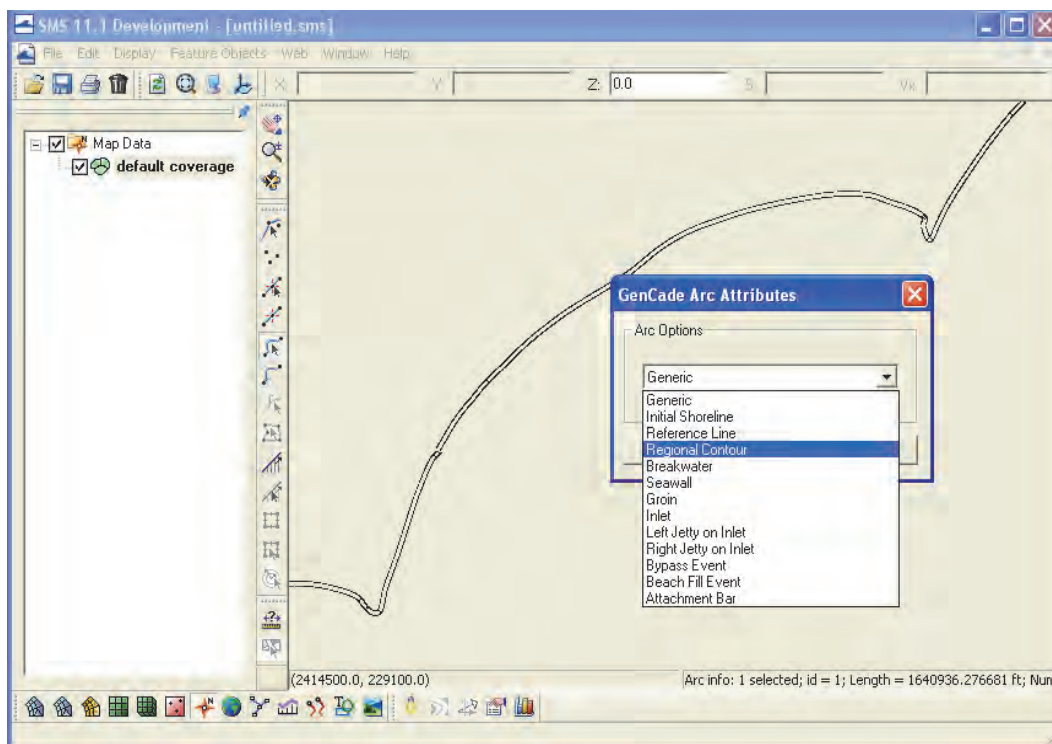 SMS 11.1 Development - [untitled.sms]
File Edit Display Feature Objects Web Window Help
X: Y: Z: 0.0 S Vx
Map Data
default coverage
GenCade Arc Attributes
Arc Options
Generic
Generic
Initial Shoreline
Reference Line
Regional Contour
Breakwater
Seawall
Groin
Inlet
Left Jetty on Inlet
Right Jetty on Inlet
Bypass Event
Beach Fill Event
Attachment Bar
(2414500.0, 229100.0)
Arc info: 1 selected; id = 1; Length = 1640936.276681 ft; Num